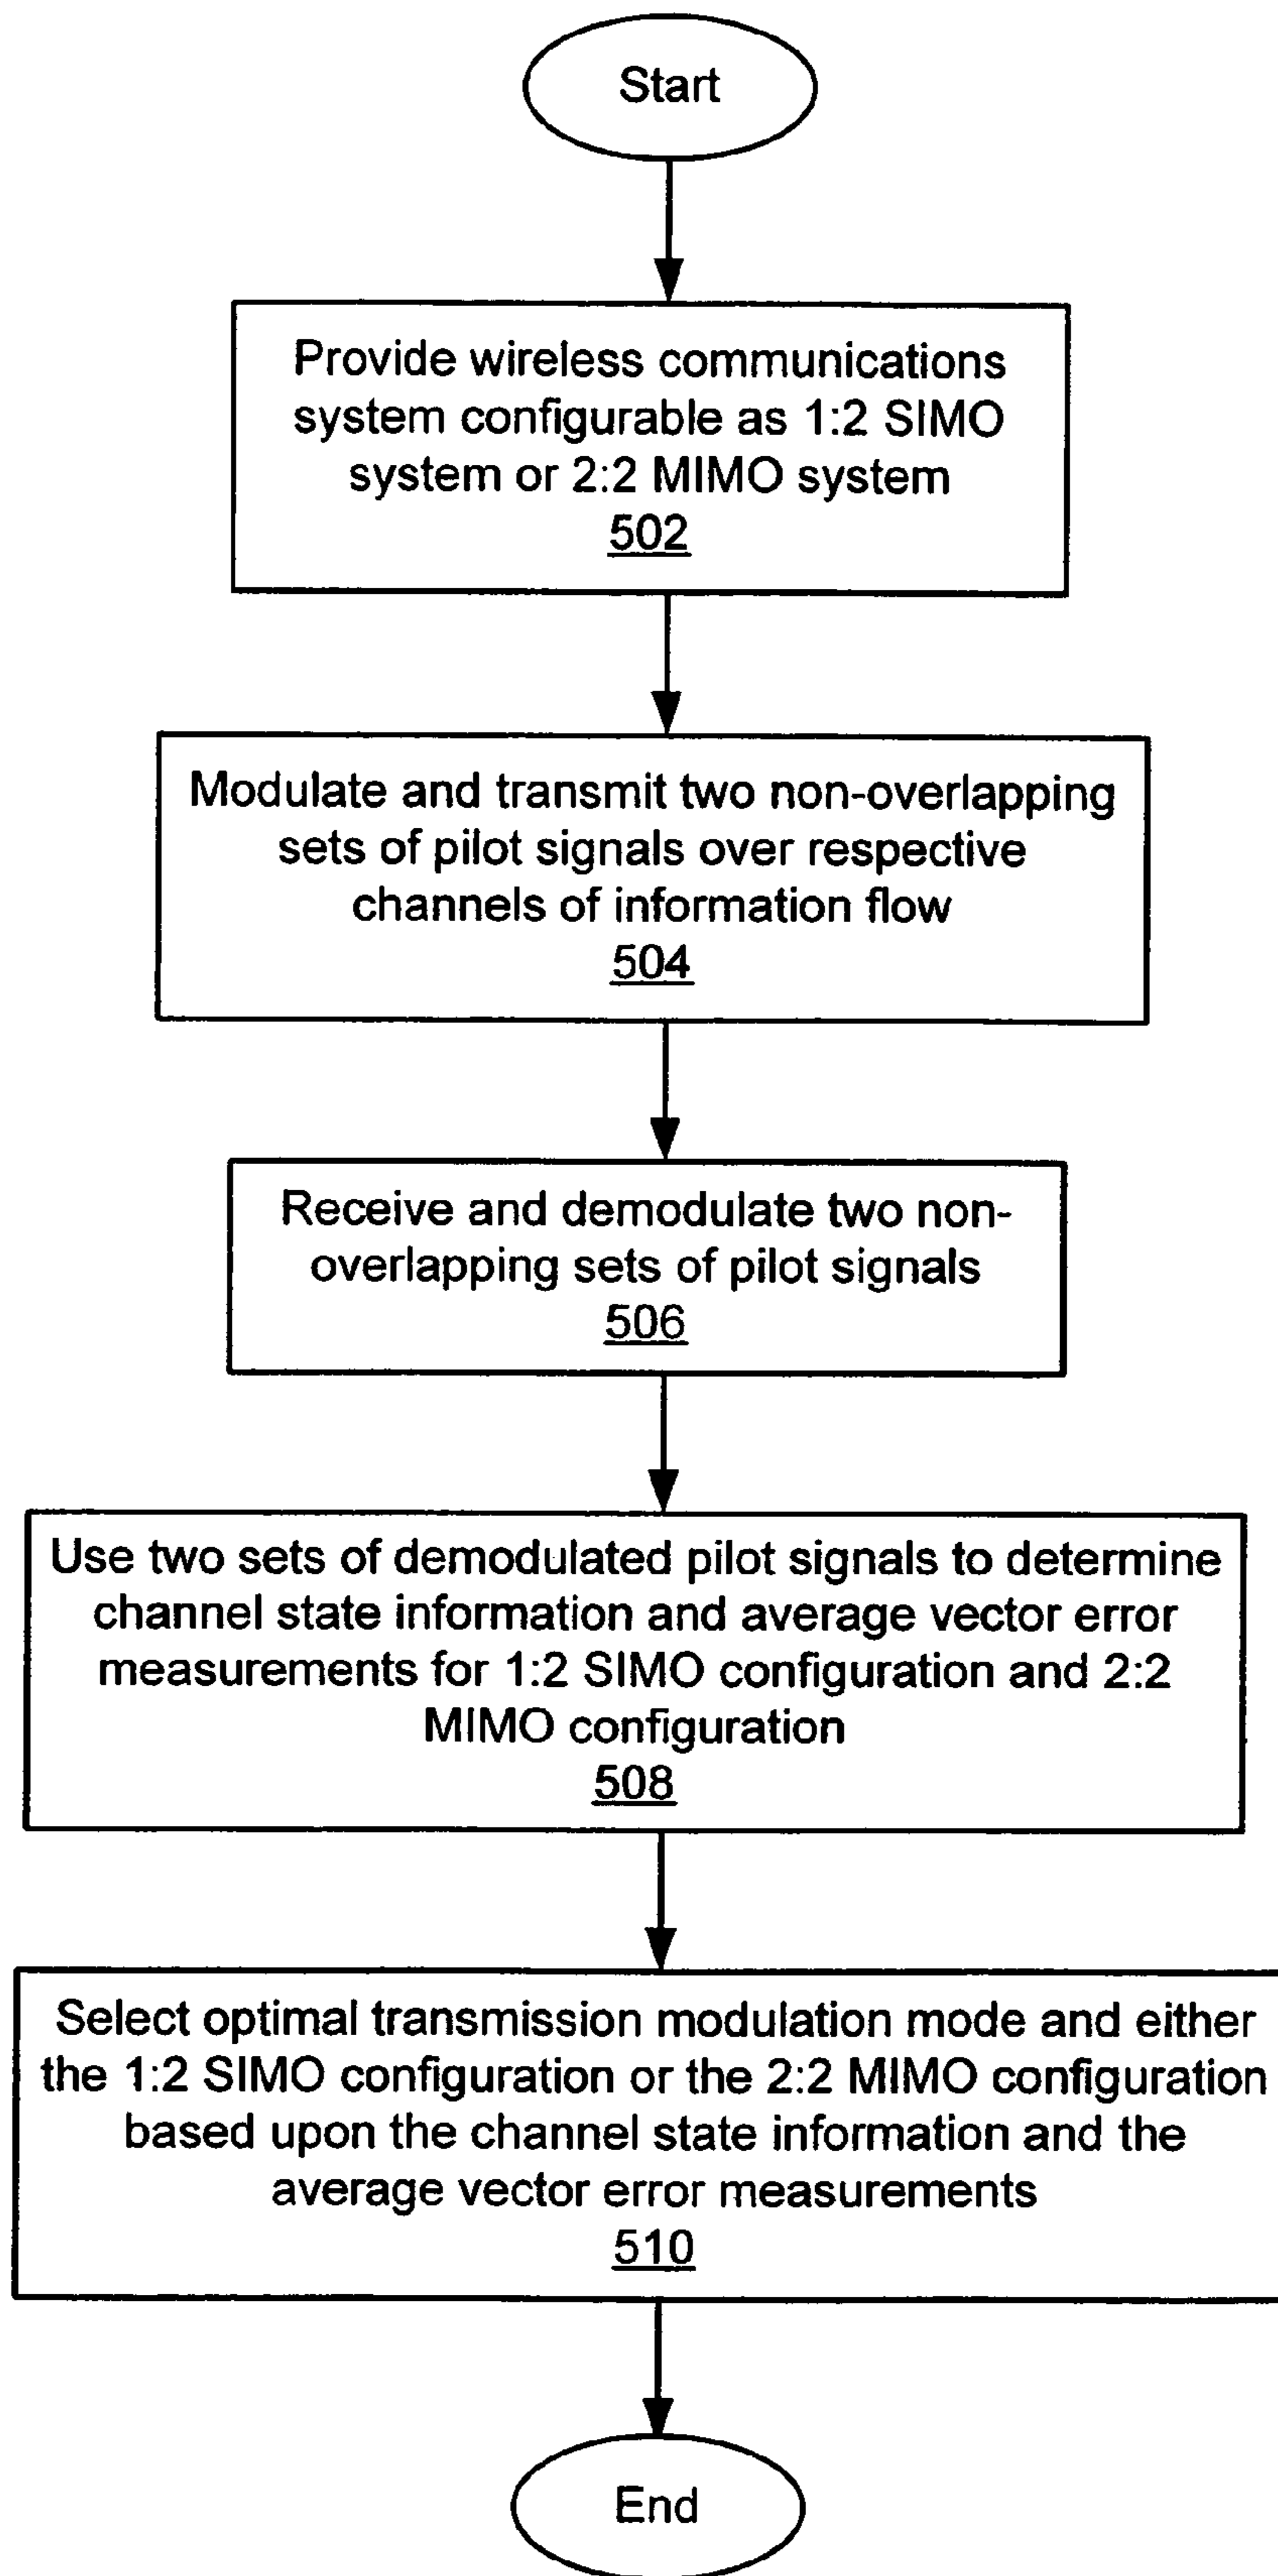 Start
Provide wireless communications
system configurable as 1:2 SIMO
system or 2:2 MIMO system
502
Modulate and transmit two non-overlapping
sets of pilot signals over respective
channels of information flow
504
Receive and demodulate two non-
overlapping sets of pilot signals
506
Use two sets of demodulated pilot signals to determine
channel state information and average vector error
measurements for 1:2 SIMO configuration and 2:2
MIMO configuration
508
Select optimal transmission modulation mode and either
the 1:2 SIMO configuration or the 2:2 MIMO configuration
based upon the channel state information and the
average vector error measurements
510
End